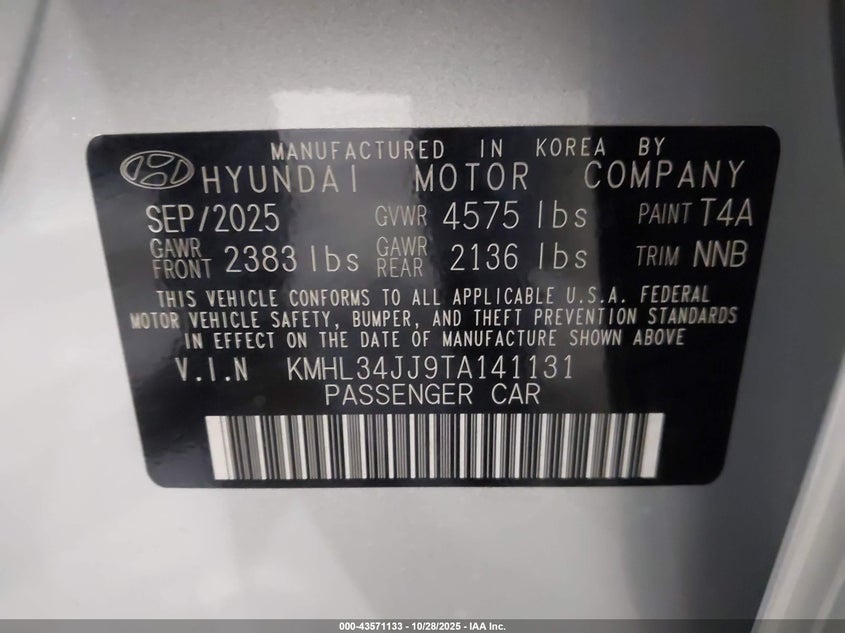 MANUFACTURED IN KOREA BY
HYUNDAI MOTOR COMPANY
SEP/2025 GVWR 4575 lbs PAINT T4A
GAWR FRONT 2383 lbs GAWR REAR 2136 lbs TRIM NNB
THIS VEHICLE CONFORMS TO ALL APPLICABLE U.S.A. FEDERAL
MOTOR VEHICLE SAFETY, BUMPER, AND THEFT PREVENTION STANDARDS
IN EFFECT ON THE DATE OF MANUFACTURE SHOWN ABOVE
V.I.N KMHL34JJ9TA141131
PASSENGER CAR
000-43571133 - 10/28/2025 - IAA Inc.